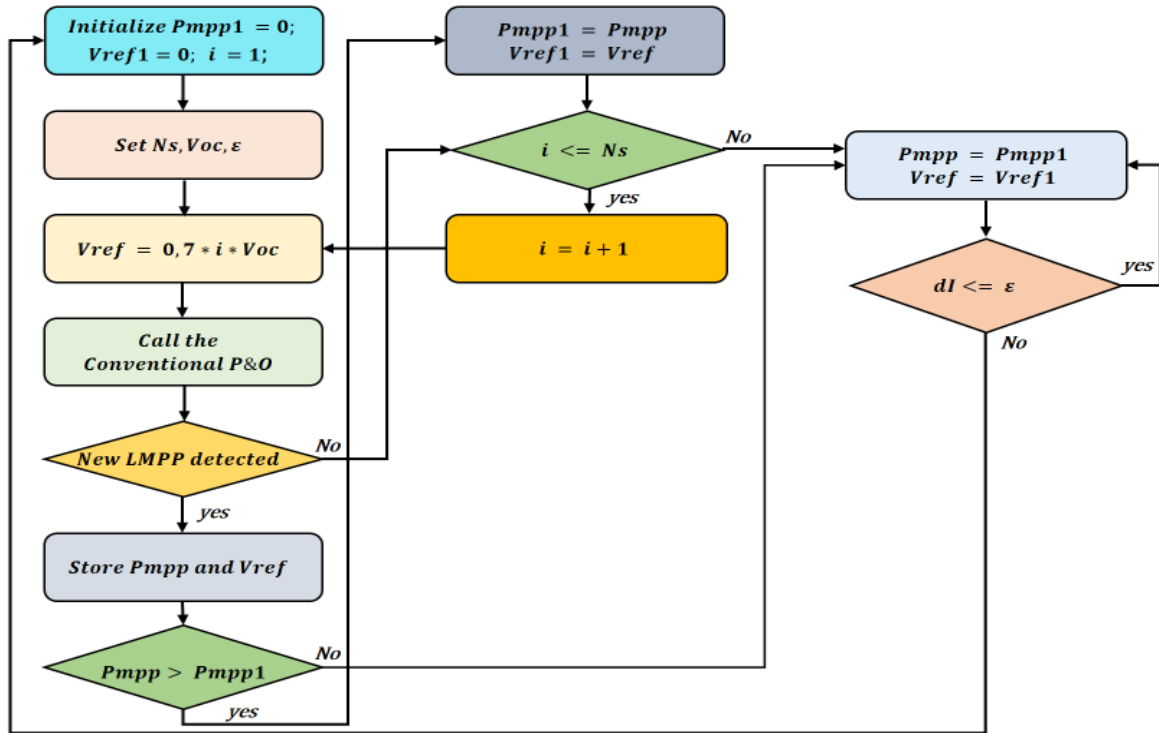 Initialize Pmpp1 = 0;
Vref1 = 0; i = 1;
Set Ns, Voc, ε
Vref = 0,7 * i * Voc
Call the
Conventional P&O
New LMPP detected
No
yes
Store Pmpp and Vref
Pmpp > Pmpp1
No
yes
Pmpp1 = Pmpp
Vref1 = Vref
i <= Ns
No
yes
i = i + 1
Pmpp = Pmpp1
Vref = Vref1
dI <= ε
yes
No